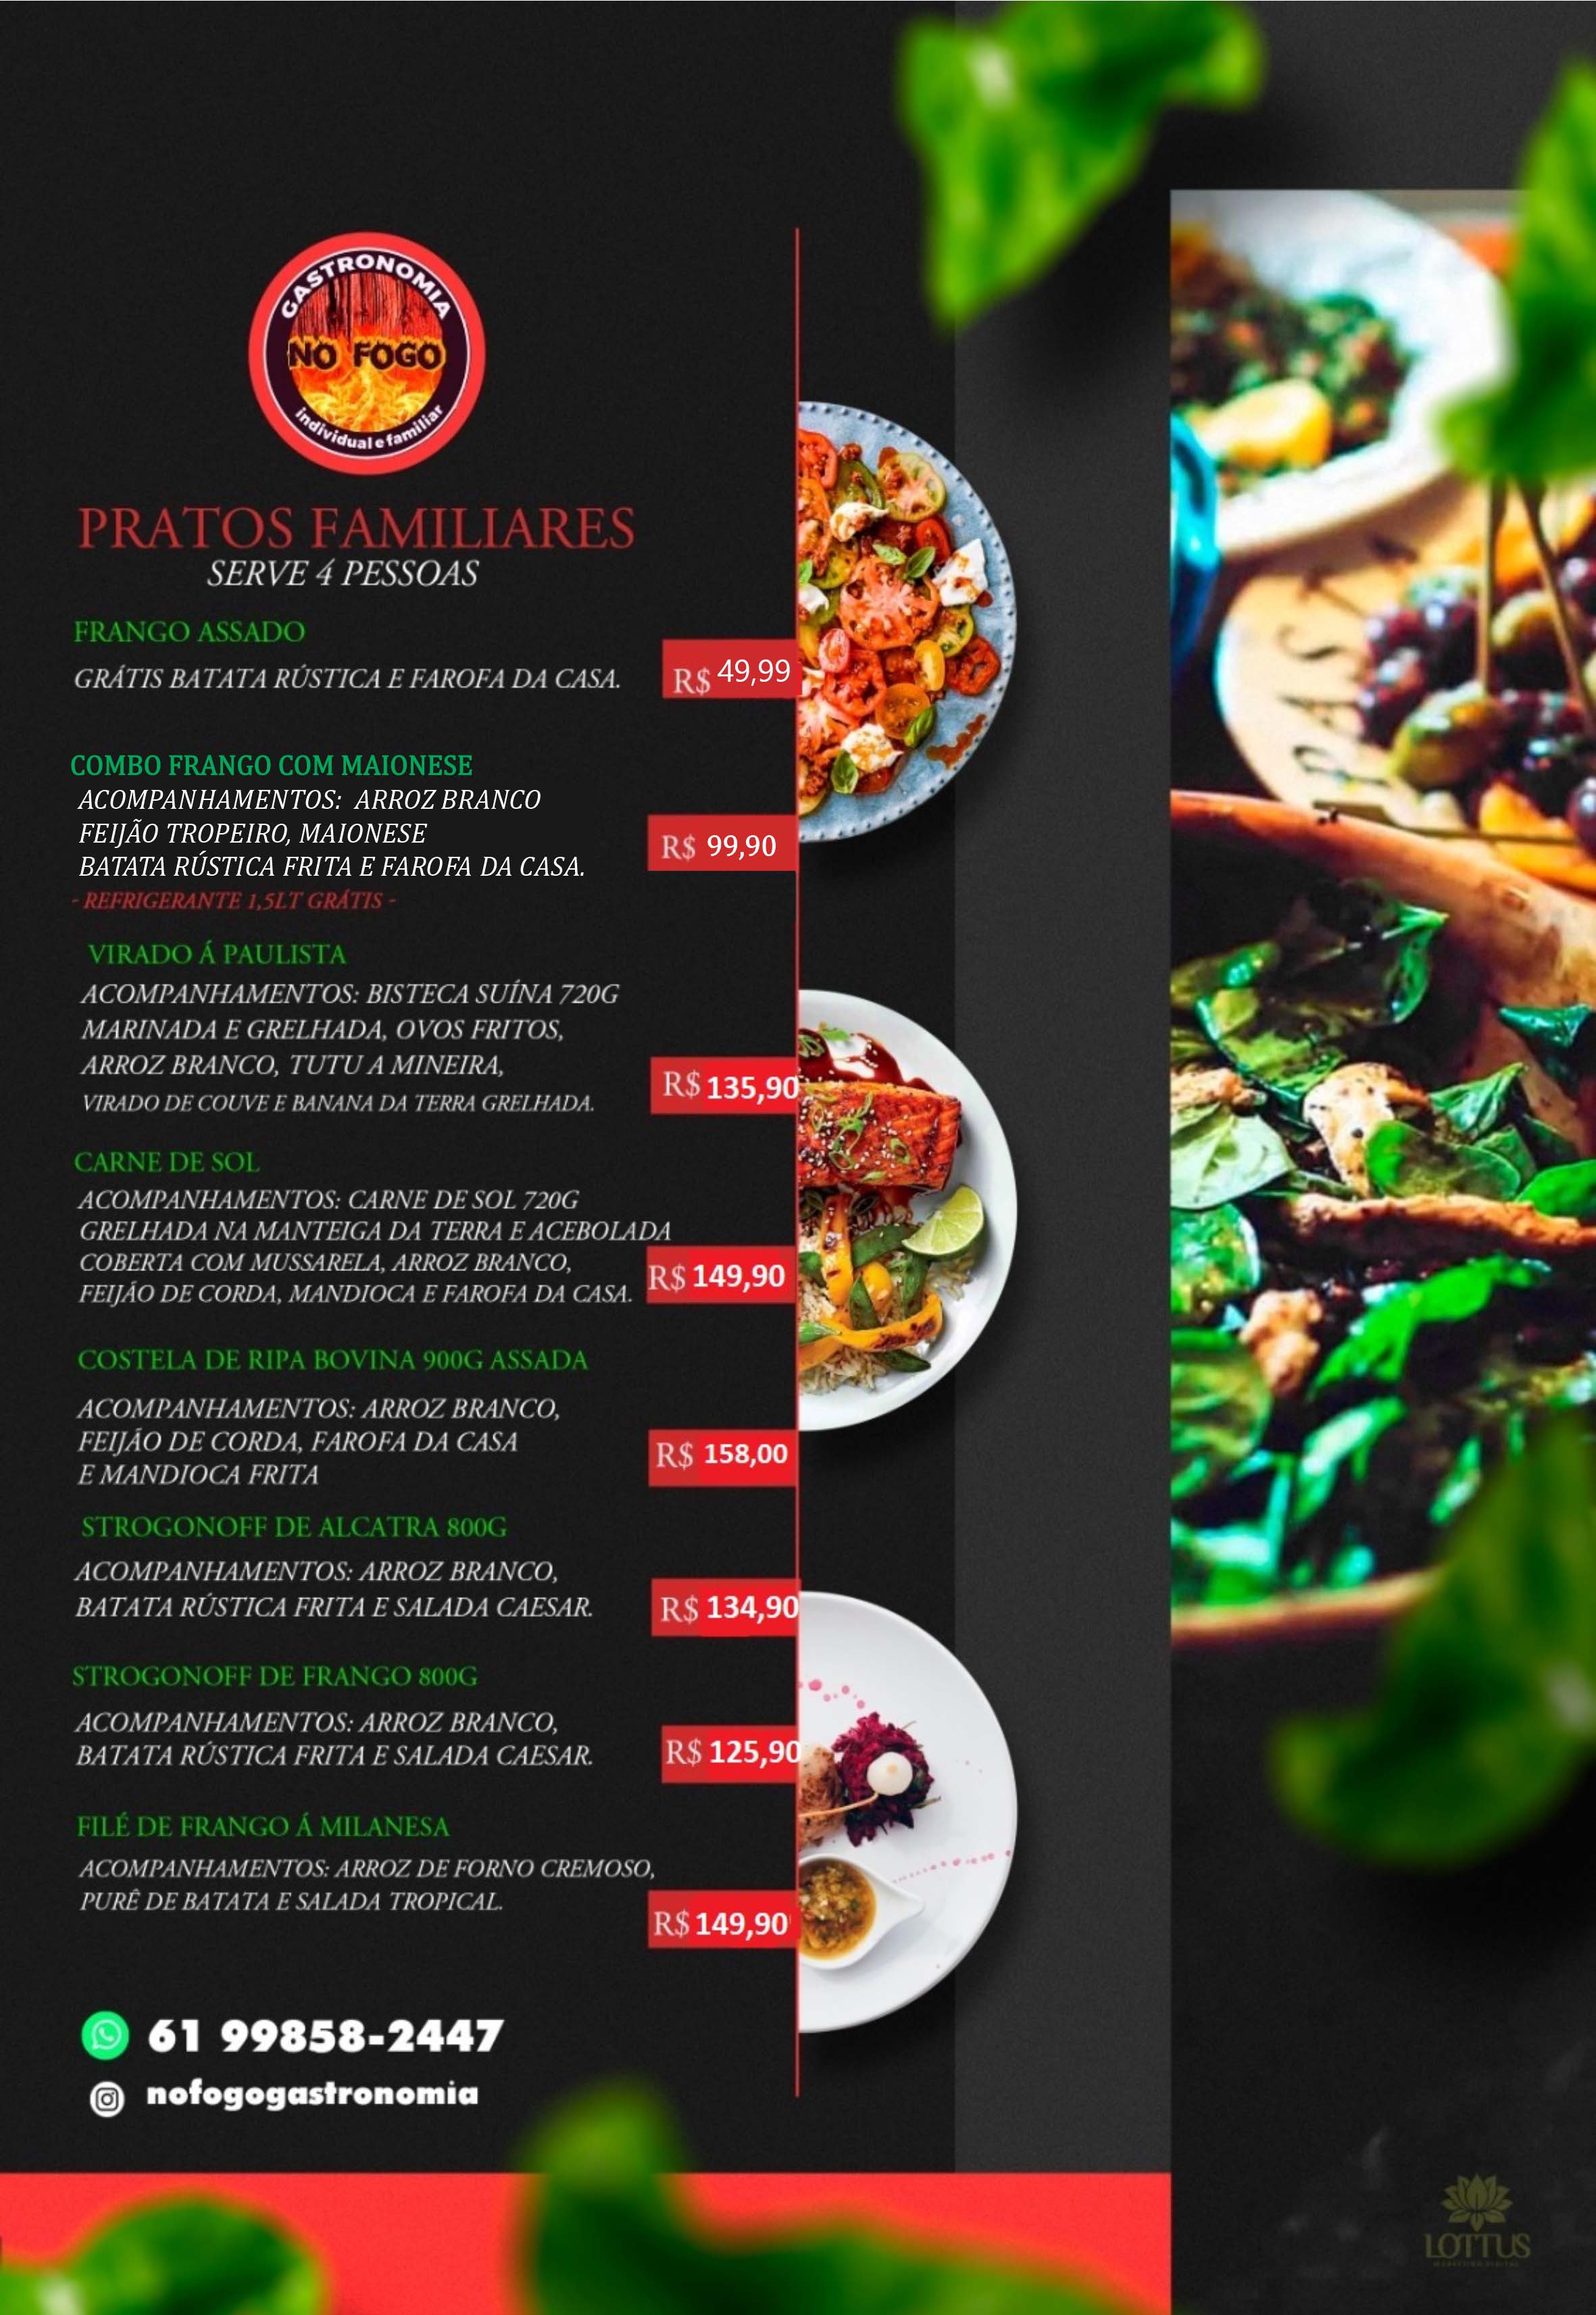 GASTRONOMIA
NO FOGO
individual e familiar
PRATOS FAMILIARES
SERVE 4 PESSOAS
FRANGO ASSADO
GRÁTIS BATATA RÚSTICA E FAROFA DA CASA.
R$ 49,99
COMBO FRANGO COM MAIONESE
ACOMPANHAMENTOS: ARROZ BRANCO
FEIJÃO TROPEIRO, MAIONESE
BATATA RÚSTICA FRITA E FAROFA DA CASA.
R$ 99,90
- REFRIGERANTE 1,5LT GRÁTIS -
VIRADO Á PAULISTA
ACOMPANHAMENTOS: BISTECA SUÍNA 720G
MARINADA E GRELHADA, OVOS FRITOS,
ARROZ BRANCO, TUTU A MINEIRA,
VIRADO DE COUVE E BANANA DA TERRA GRELHADA.
R$ 135,90
CARNE DE SOL
ACOMPANHAMENTOS: CARNE DE SOL 720G
GRELHADA NA MANTEIGA DA TERRA E ACEBOLADA
COBERTA COM MUSSARELA, ARROZ BRANCO,
FEIJÃO DE CORDA, MANDIOCA E FAROFA DA CASA.
R$ 149,90
COSTELA DE RIPA BOVINA 900G ASSADA
ACOMPANHAMENTOS: ARROZ BRANCO,
FEIJÃO DE CORDA, FAROFA DA CASA
E MANDIOCA FRITA
R$ 158,00
STROGONOFF DE ALCATRA 800G
ACOMPANHAMENTOS: ARROZ BRANCO,
BATATA RÚSTICA FRITA E SALADA CAESAR.
R$ 134,90
STROGONOFF DE FRANGO 800G
ACOMPANHAMENTOS: ARROZ BRANCO,
BATATA RÚSTICA FRITA E SALADA CAESAR.
R$ 125,90
FILÉ DE FRANGO Á MILANESA
ACOMPANHAMENTOS: ARROZ DE FORNO CREMOSO,
PURÊ DE BATATA E SALADA TROPICAL.
R$ 149,90
61 99858-2447
nofogogastronomia
LOTTUS